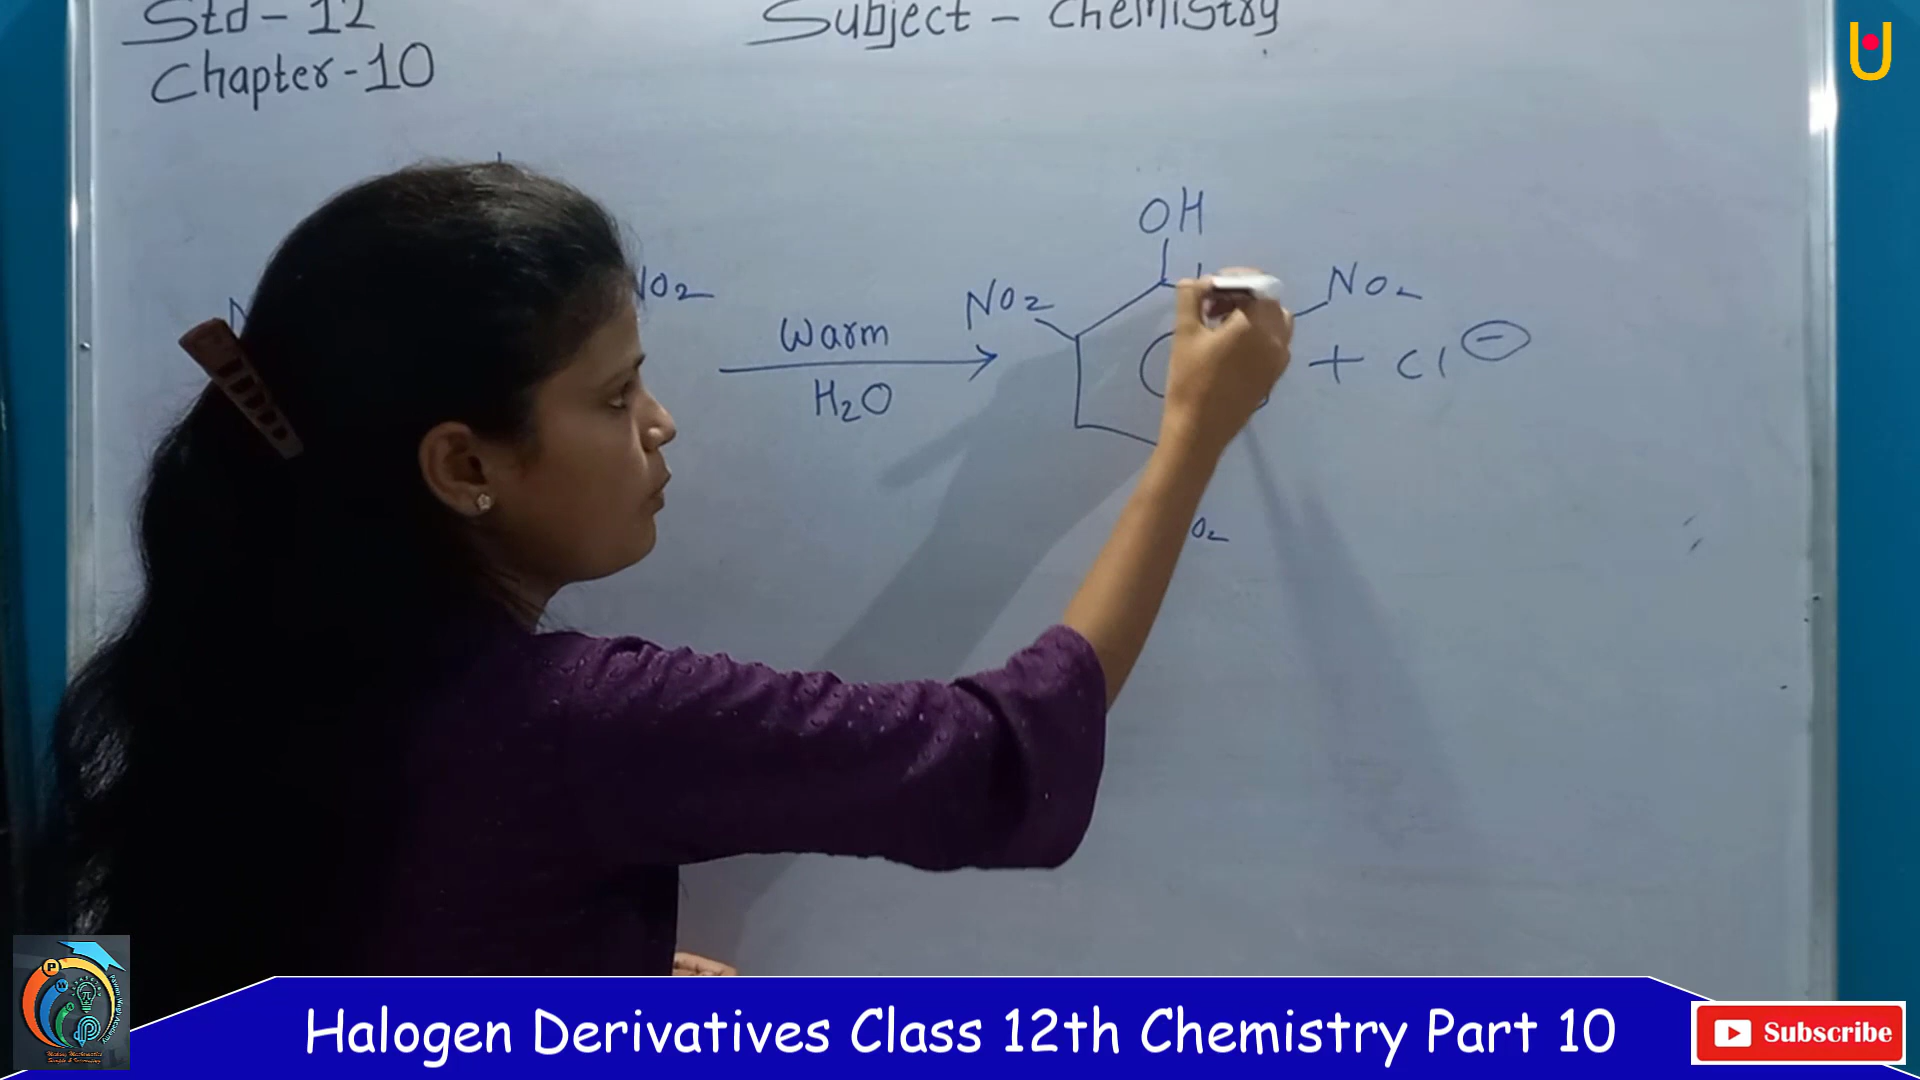 Std - 12
Subject - Chemistry
Chapter - 10
OH
NO2
NO2
NO2
Warm
H2O
+ Cl⊖
O2
Halogen Derivatives Class 12th Chemistry Part 10
Subscribe